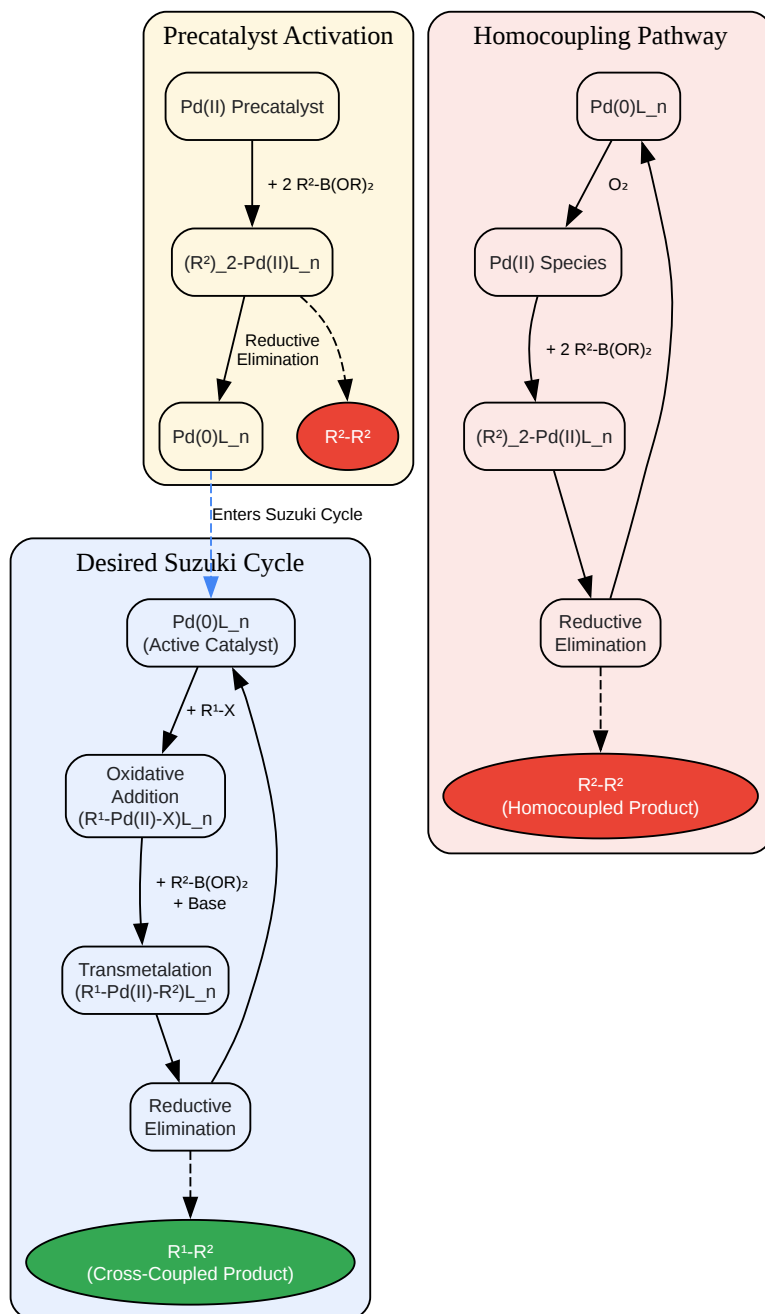 Precatalyst Activation
Pd(II) Precatalyst
+ 2 R²-B(OR)₂
(R²)_2-Pd(II)L_n
Reductive
Elimination
Pd(0)L_n
R²-R²
Enters Suzuki Cycle
Desired Suzuki Cycle
Pd(0)L_n
(Active Catalyst)
+ R¹-X
Oxidative
Addition
(R¹-Pd(II)-X)L_n
+ R²-B(OR)₂
+ Base
Transmetalation
(R¹-Pd(II)-R²)L_n
Reductive
Elimination
R¹-R²
(Cross-Coupled Product)
Homocoupling Pathway
Pd(0)L_n
O₂
Pd(II) Species
+ 2 R²-B(OR)₂
(R²)_2-Pd(II)L_n
Reductive
Elimination
R²-R²
(Homocoupled Product)